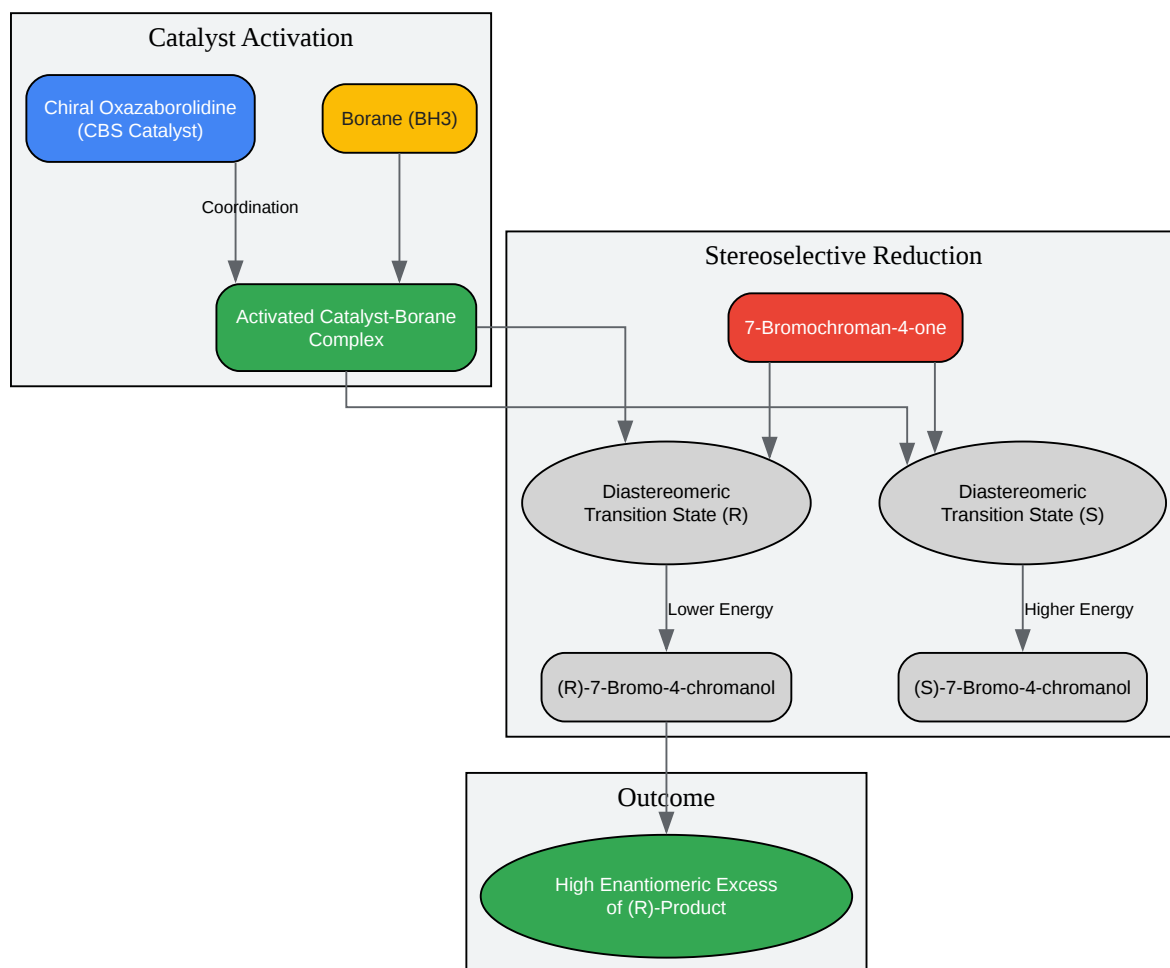 Catalyst Activation
Chiral Oxazaborolidine
(CBS Catalyst)
Borane (BH3)
Coordination
Activated Catalyst-Borane
Complex
Stereoselective Reduction
7-Bromochroman-4-one
Diastereomeric
Transition State (R)
Diastereomeric
Transition State (S)
Lower Energy
Higher Energy
(R)-7-Bromo-4-chromanol
(S)-7-Bromo-4-chromanol
Outcome
High Enantiomeric Excess
of (R)-Product